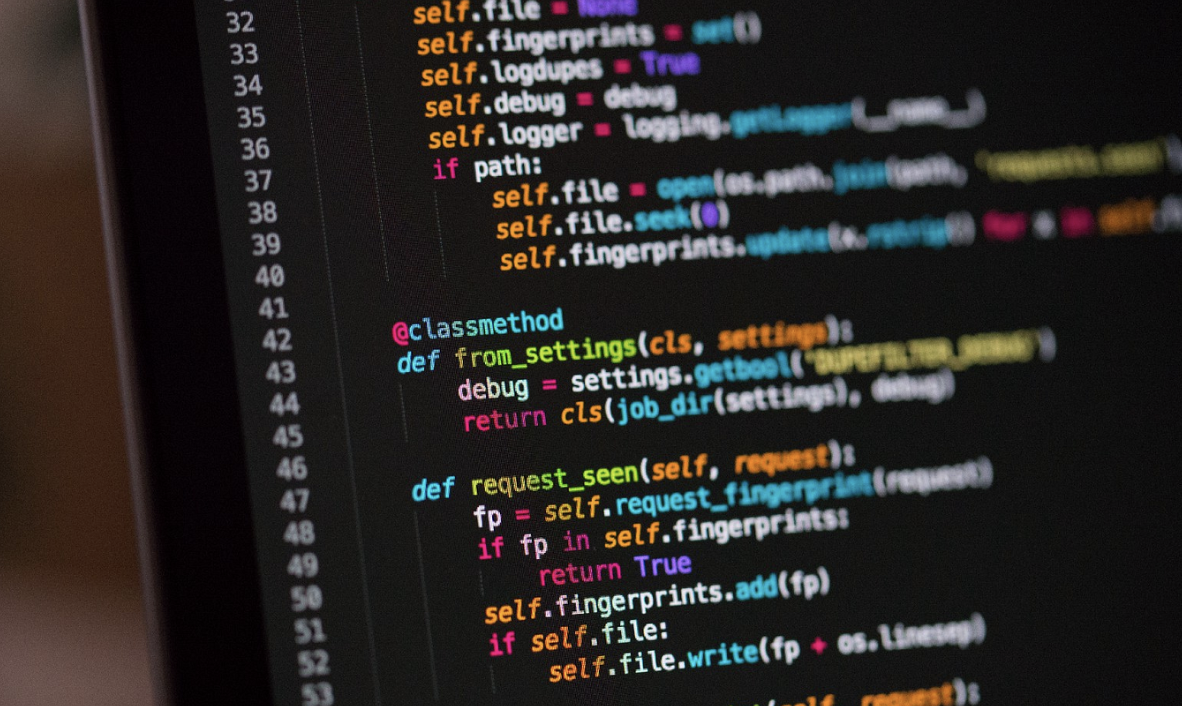 32 self.file = None
33 self.fingerprints = set()
34 self.logdupes = True
35 self.debug = debug
36 self.logger = logging.getLogger(__name__)
37 if path:
38 self.file = open(os.path.join(path, 'requests.seen'),
39 self.file.seek(0)
40 self.fingerprints.update(x.rstrip() for x in self.
41
42 @classmethod
43 def from_settings(cls, settings):
44 debug = settings.getbool('DUPEFILTER_DEBUG')
45 return cls(job_dir(settings), debug)
46
47 def request_seen(self, request):
48 fp = self.request_fingerprint(request)
49 if fp in self.fingerprints:
50 return True
51 self.fingerprints.add(fp)
52 if self.file:
53 self.file.write(fp + os.linesep)
(self, request):